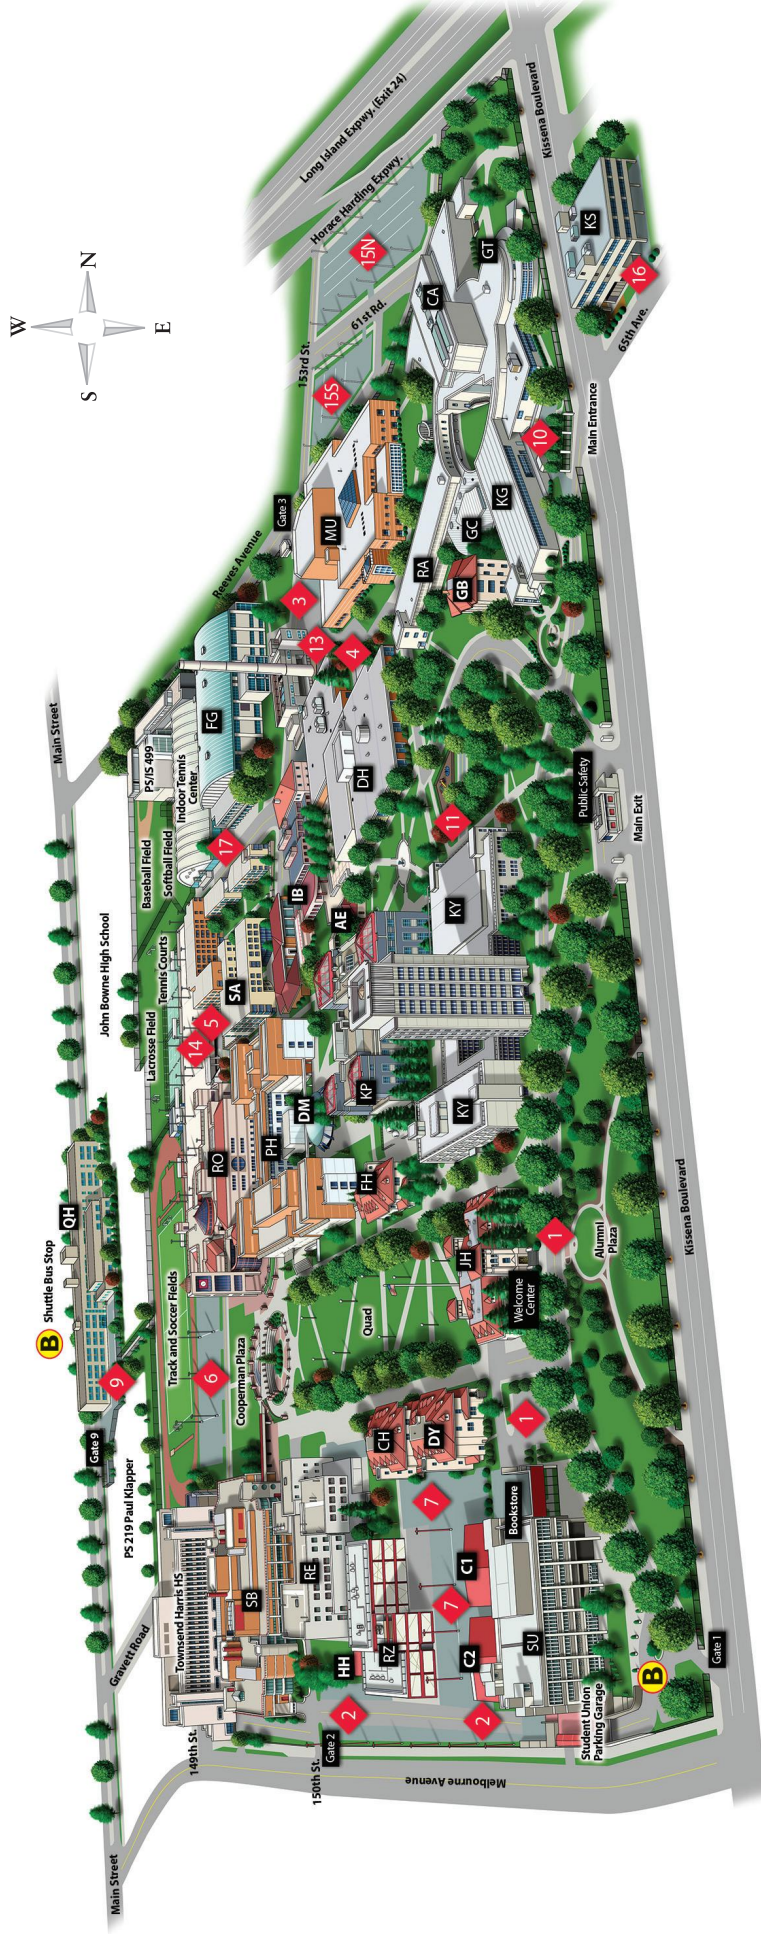 W
N
S
E
Long Island Expwy. (Exit 24)
Horace Harding Expwy.
Kissena Boulevard
15N
61st Rd.
153rd St.
15S
CA
GT
KS
16
65th Ave.
Main Entrance
10
Gate 3
MU
Reeves Avenue
3
13
4
RA
GC
KG
GB
Main Street
PS/IS 499
FG
Indoor Tennis
Center
Baseball Field
Softball Field
17
DH
11
Public Safety
Main Exit
John Bowne High School
Tennis Courts
Lacrosse Field
IB
AE
KY
SA
5
14
RO
PH
DM
KP
KY
FH
QH
Shuttle Bus Stop
B
9
Gate 9
Track and Soccer Fields
6
Cooperman Plaza
Quad
JH
Welcome
Center
1
Alumni
Plaza
Kissena Boulevard
PS 219 Paul Klapper
CH
DY
1
7
Bookstore
C1
7
C2
SU
RE
SB
RZ
HH
Townsend Harris HS
Gravett Road
2
2
149th St.
150th St.
Gate 2
Student Union
Parking Garage
B
Gate 1
Melbourne Avenue
Main Street